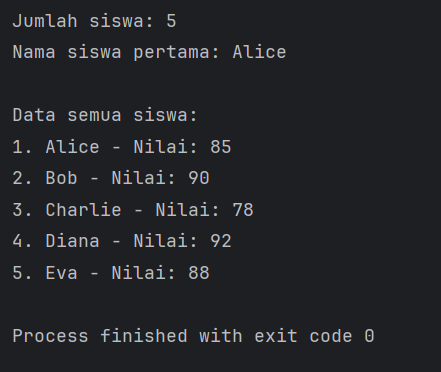 Jumlah siswa: 5
Nama siswa pertama: Alice
Data semua siswa:
1. Alice - Nilai: 85
2. Bob - Nilai: 90
3. Charlie - Nilai: 78
4. Diana - Nilai: 92
5. Eva - Nilai: 88
Process finished with exit code 0